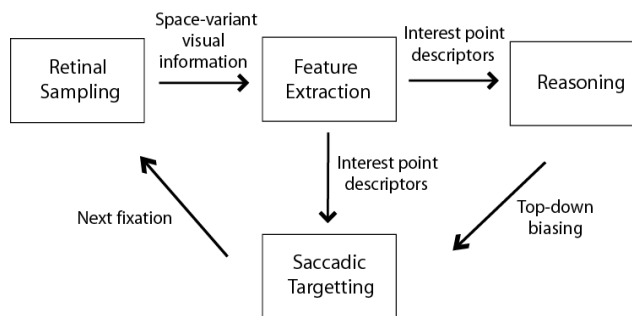 Space-variant
visual
information
Interest point
descriptors
Retinal
Sampling
Feature
Extraction
Reasoning
Interest point
descriptors
Next fixation
Top-down
biasing
Saccadic
Targetting